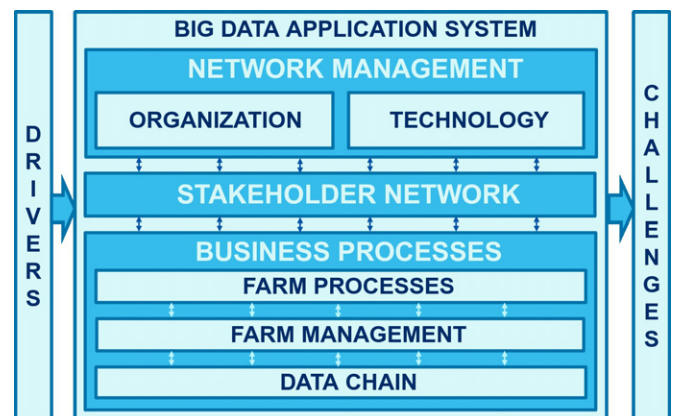 DRIVERS
BIG DATA APPLICATION SYSTEM
NETWORK MANAGEMENT
ORGANIZATION
TECHNOLOGY
STAKEHOLDER NETWORK
BUSINESS PROCESSES
FARM PROCESSES
FARM MANAGEMENT
DATA CHAIN
CHALLENGES